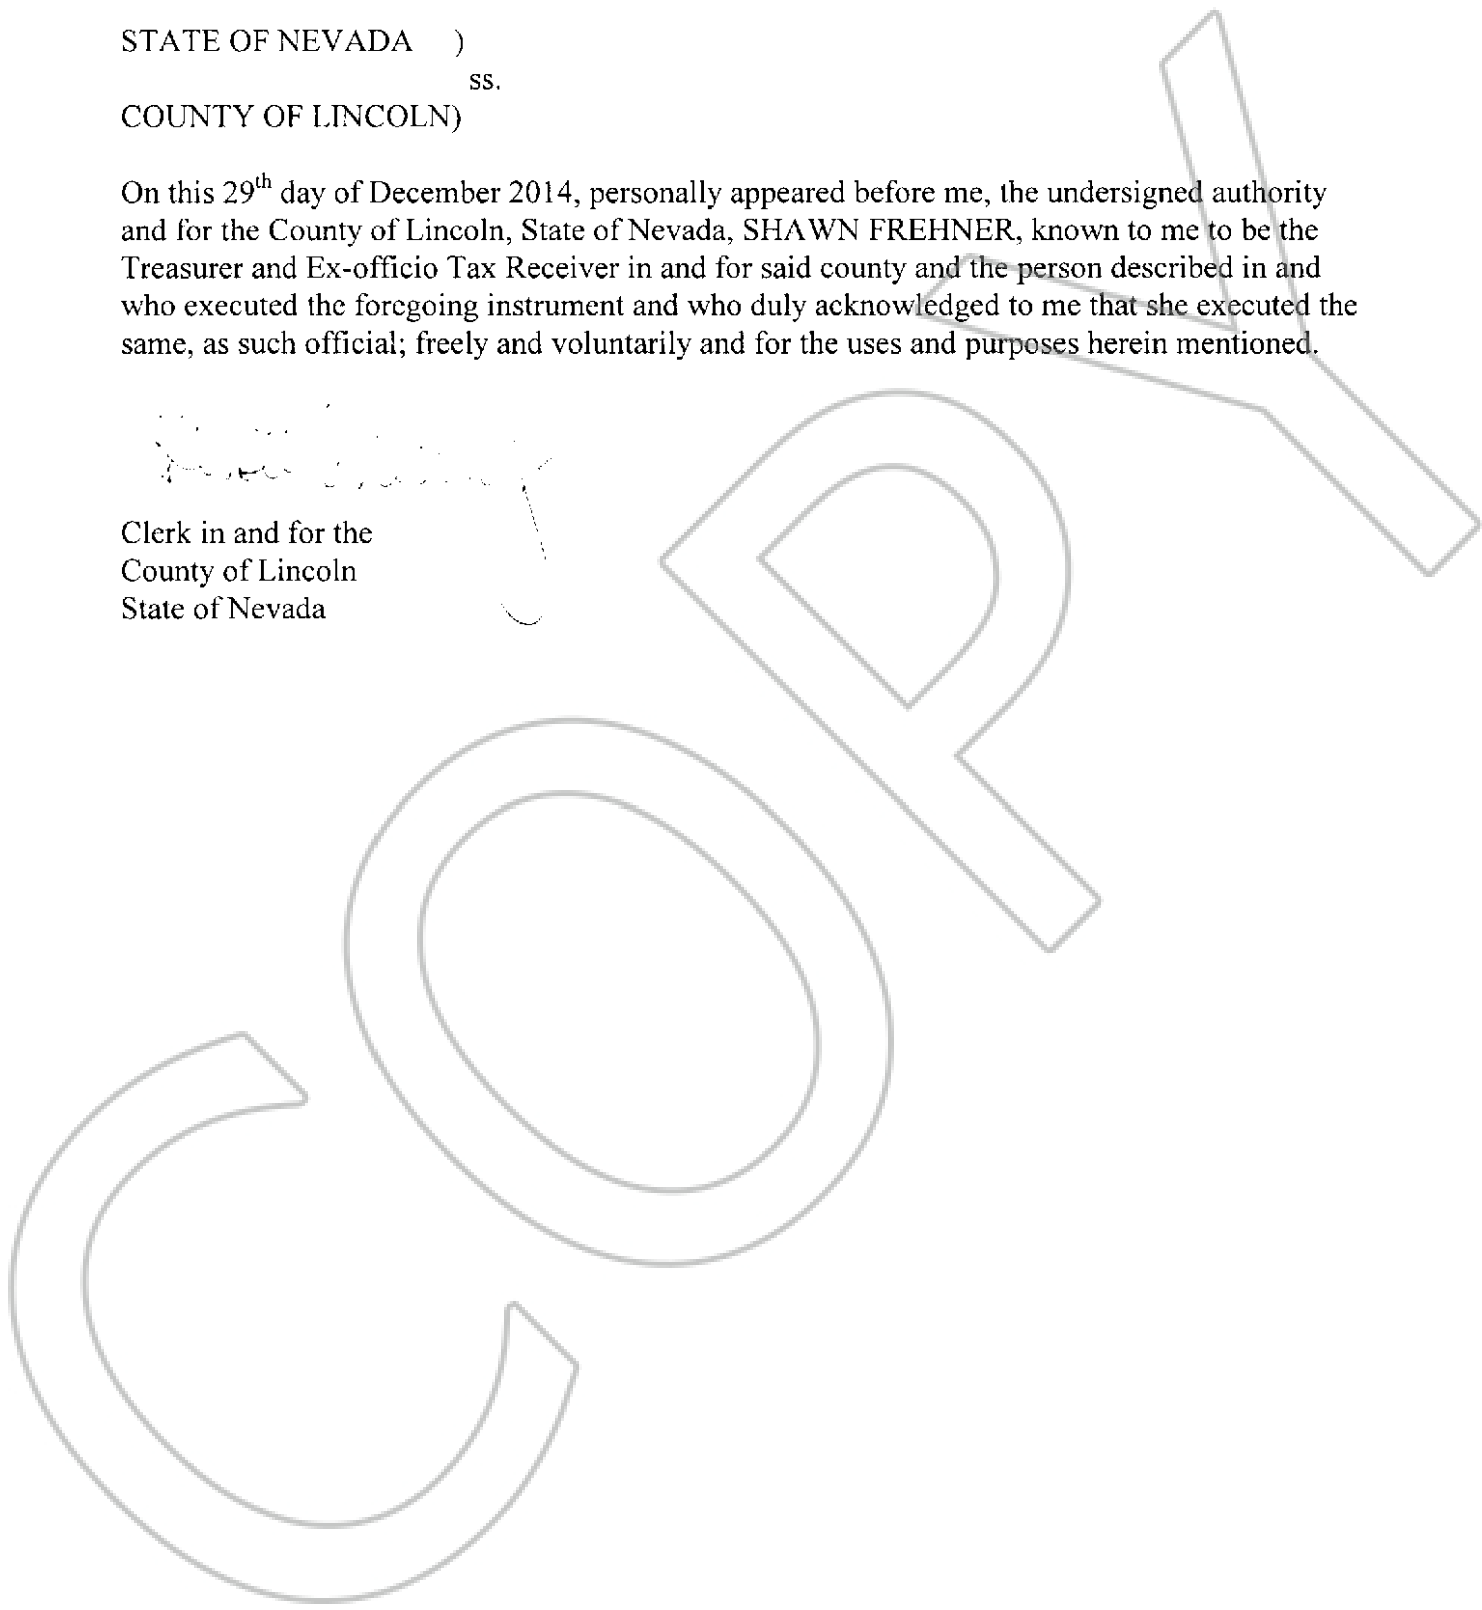 STATE OF NEVADA )
ss.
COUNTY OF LINCOLN)
On this 29th day of December 2014, personally appeared before me, the undersigned authority
and for the County of Lincoln, State of Nevada, SHAWN FREHNER, known to me to be the
Treasurer and Ex-officio Tax Receiver in and for said county and the person described in and
who executed the foregoing instrument and who duly acknowledged to me that she executed the
same, as such official; freely and voluntarily and for the uses and purposes herein mentioned.
Clerk in and for the
County of Lincoln
State of Nevada
COPY